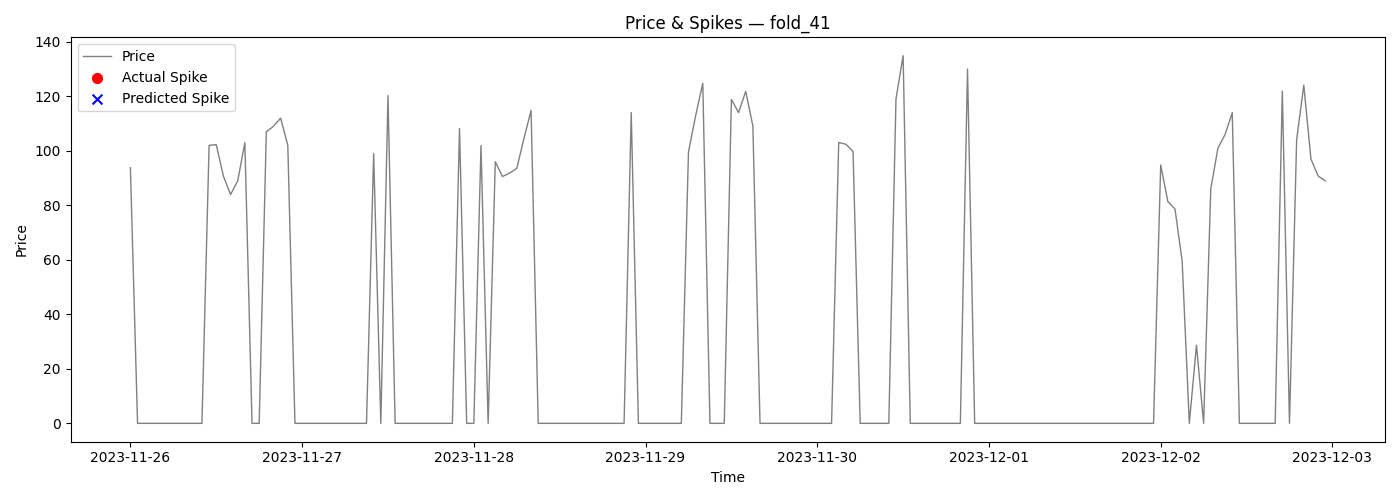 Price & Spikes — fold_41
Price
Actual Spike
Predicted Spike
140
120
100
80
60
40
20
0
Price
2023-11-26
2023-11-27
2023-11-28
2023-11-29
2023-11-30
2023-12-01
2023-12-02
2023-12-03
Time